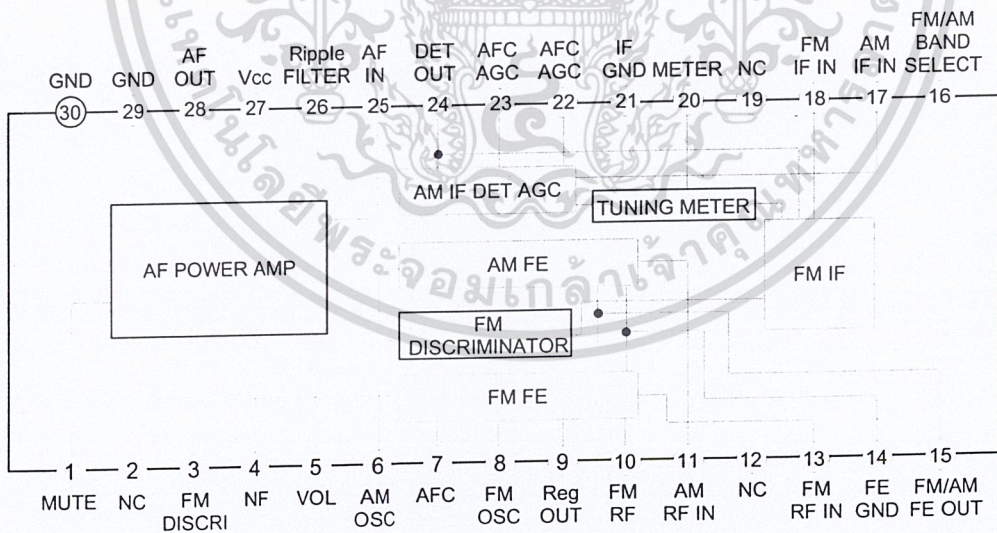 GND GND AF OUT Vcc Ripple FILTER AF IN DET OUT AFC AGC AFC AGC IF GND METER NC FM IF IN AM IF IN FM/AM BAND SELECT
30 29 28 27 26 25 24 23 22 21 20 19 18 17 16
AM IF DET AGC
TUNING METER
AF POWER AMP
AM FE
FM IF
FM
DISCRIMINATOR
FM FE
1 2 3 4 5 6 7 8 9 10 11 12 13 14 15
MUTE NC FM DISCRI NF VOL AM OSC AFC FM OSC Reg OUT FM RF AM RF IN NC FM RF IN FE GND FM/AM FE OUT